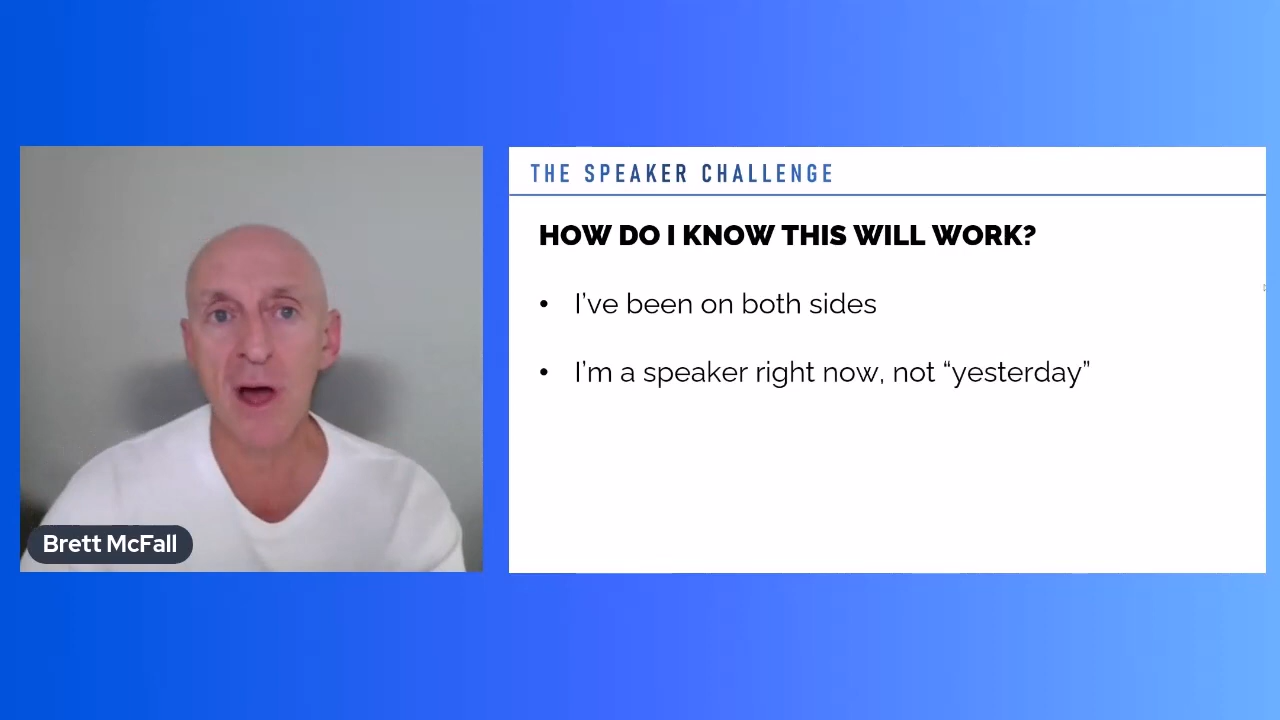 THE SPEAKER CHALLENGE
HOW DO I KNOW THIS WILL WORK?
• I’ve been on both sides
• I’m a speaker right now, not “yesterday”
Brett McFall